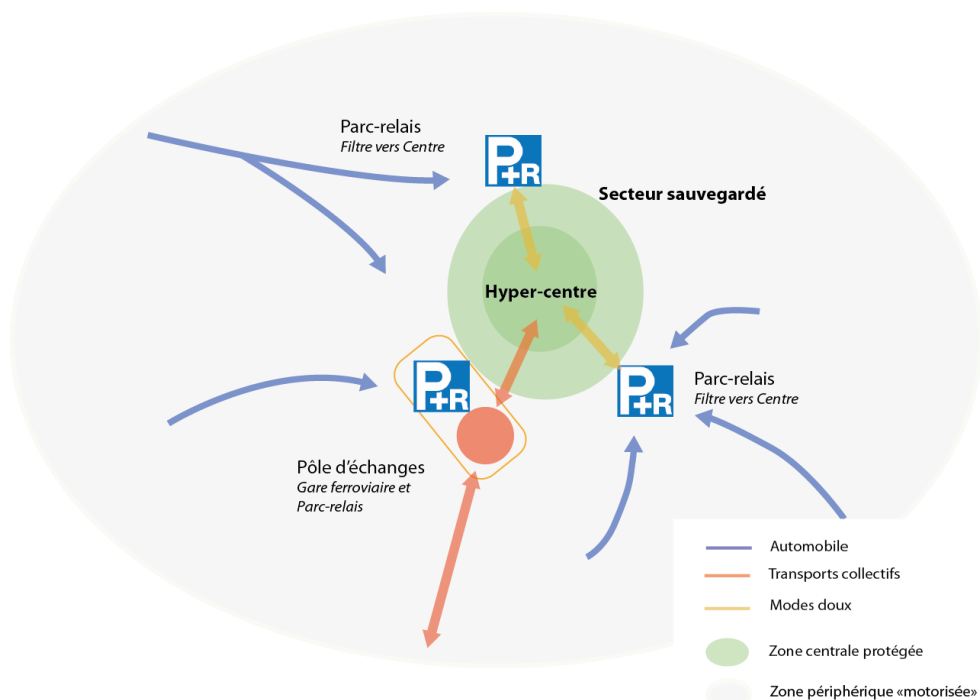 Parc-relais
Filtre vers Centre
P+R
Secteur sauvegardé
Hyper-centre
P+R
P+R
Parc-relais
Filtre vers Centre
Pôle d'échanges
Gare ferroviaire et
Parc-relais
Automobile
Transports collectifs
Modes doux
Zone centrale protégée
Zone périphérique «motorisée»